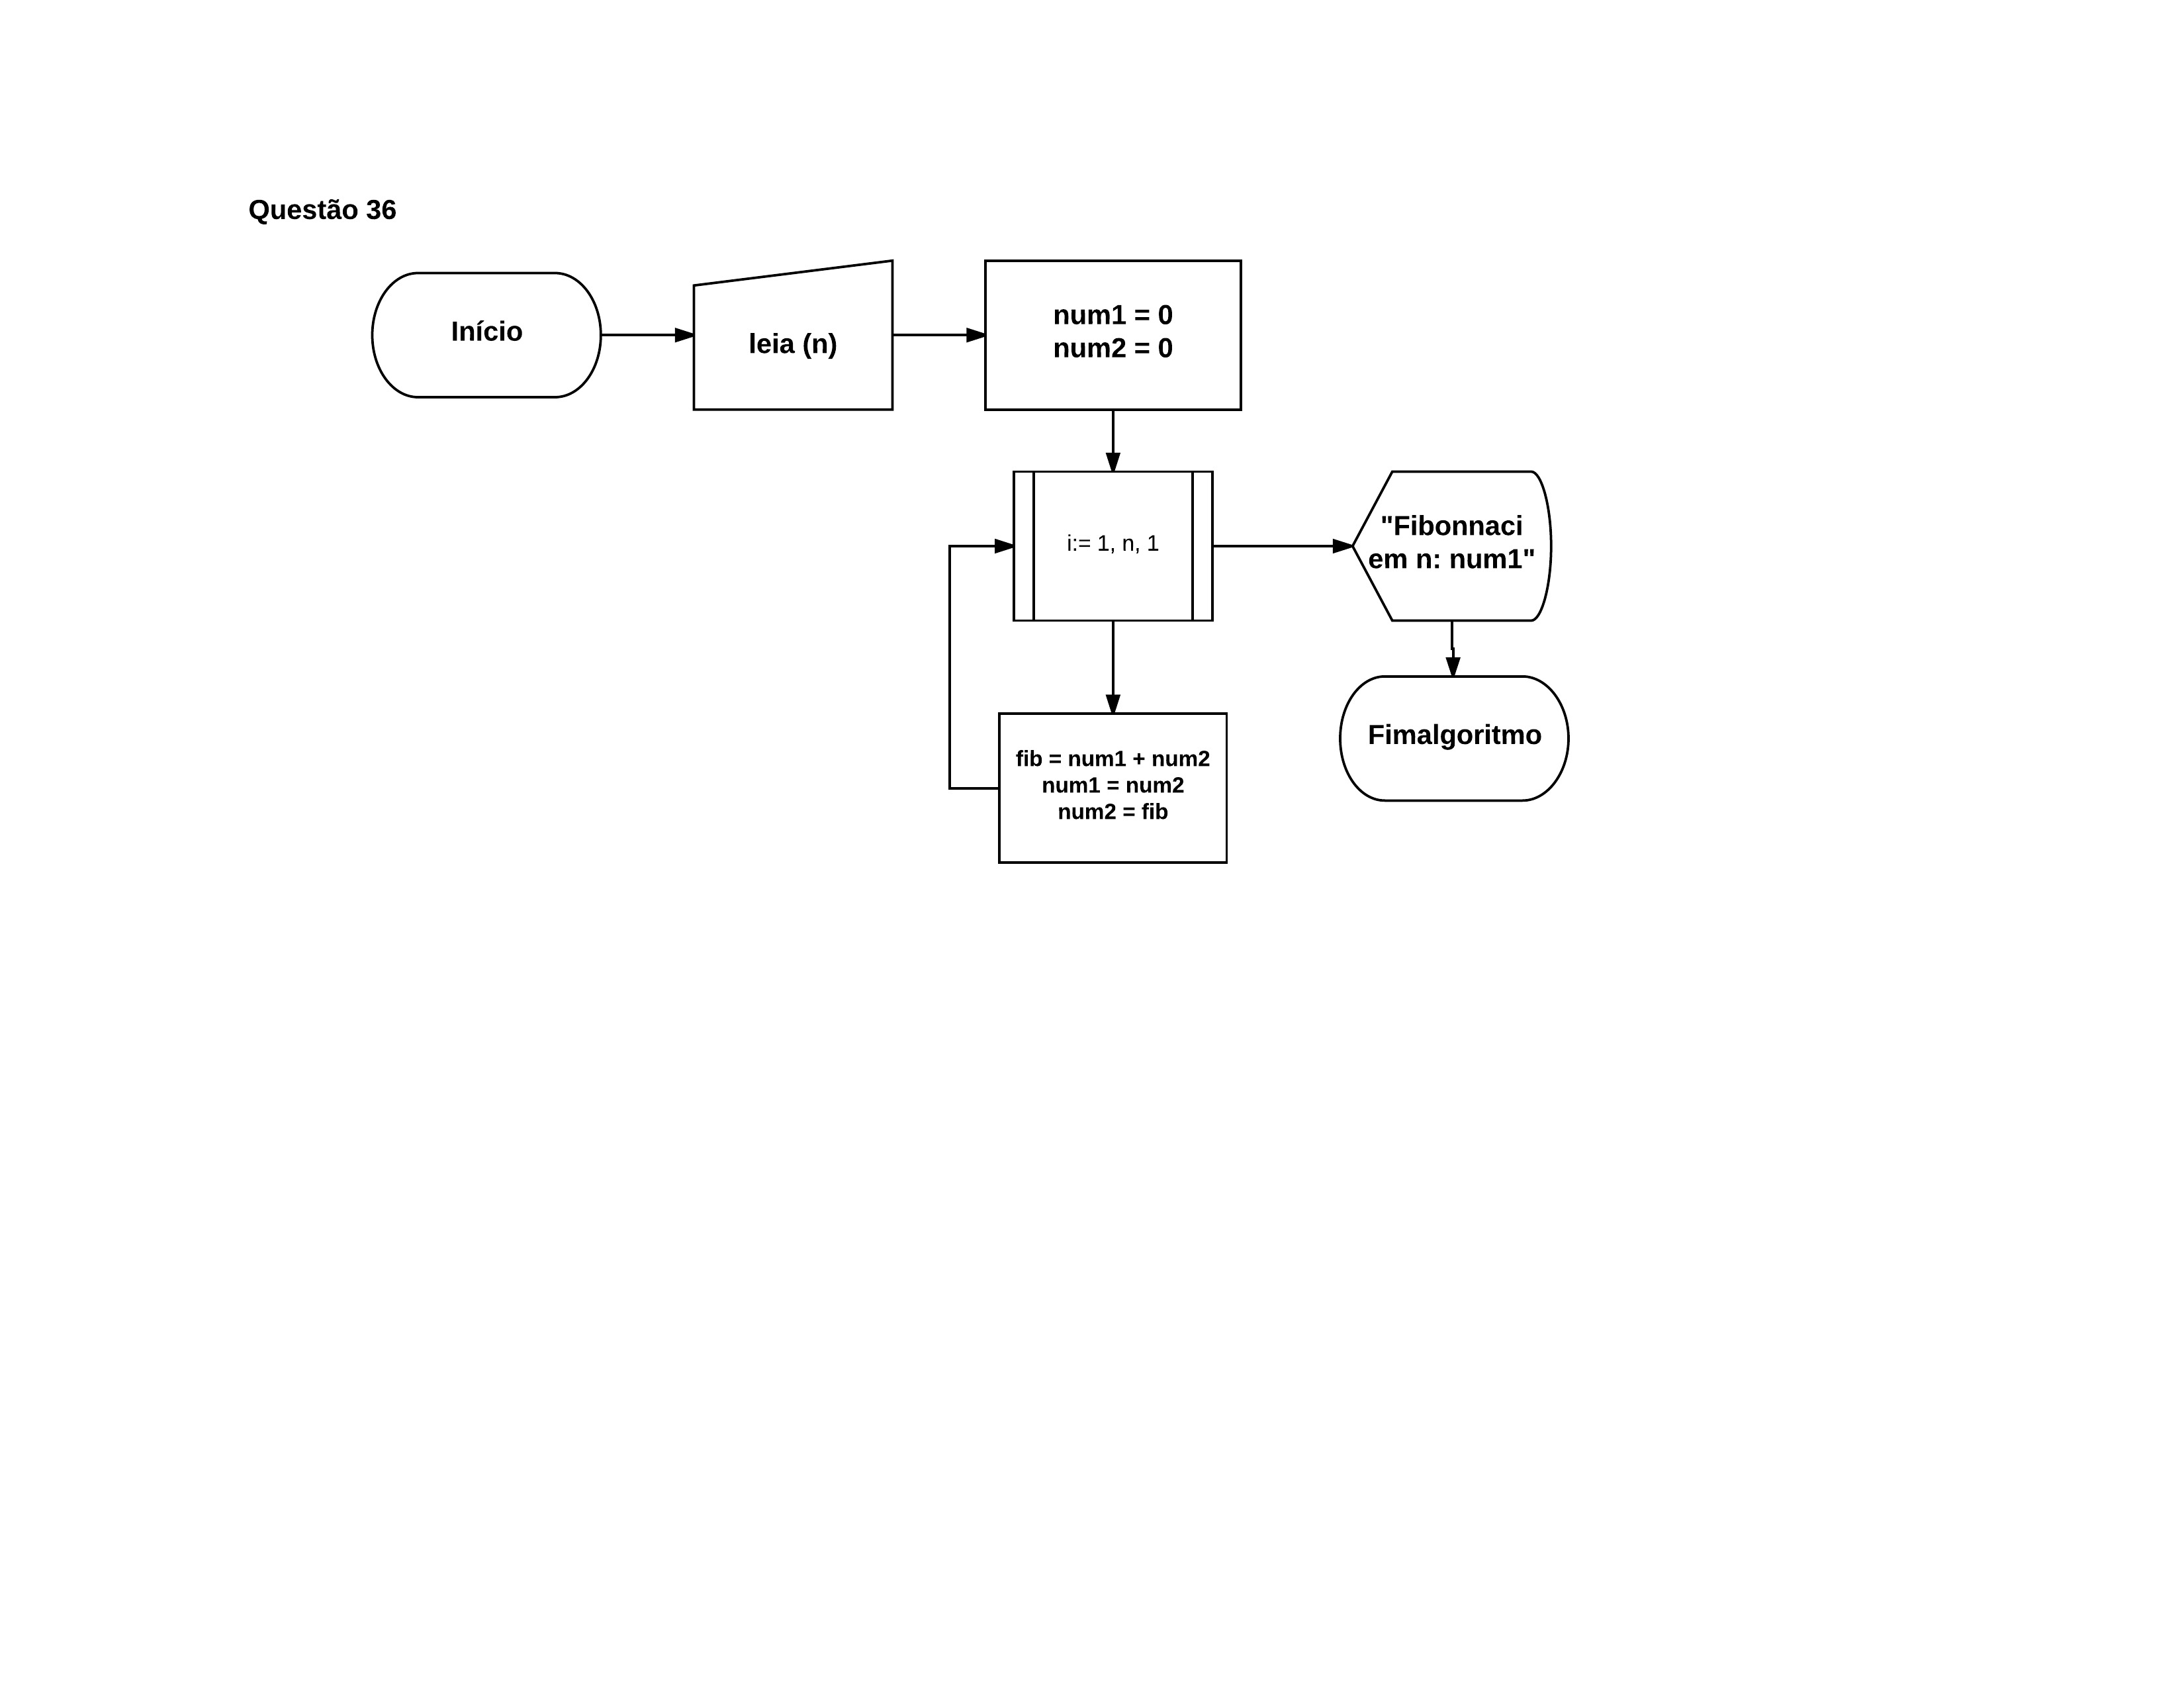 Questão 36
Início
leia (n)
num1 = 0
num2 = 0
i:= 1, n, 1
"Fibonnaci
em n: num1"
fib = num1 + num2
num1 = num2
num2 = fib
Fimalgoritmo